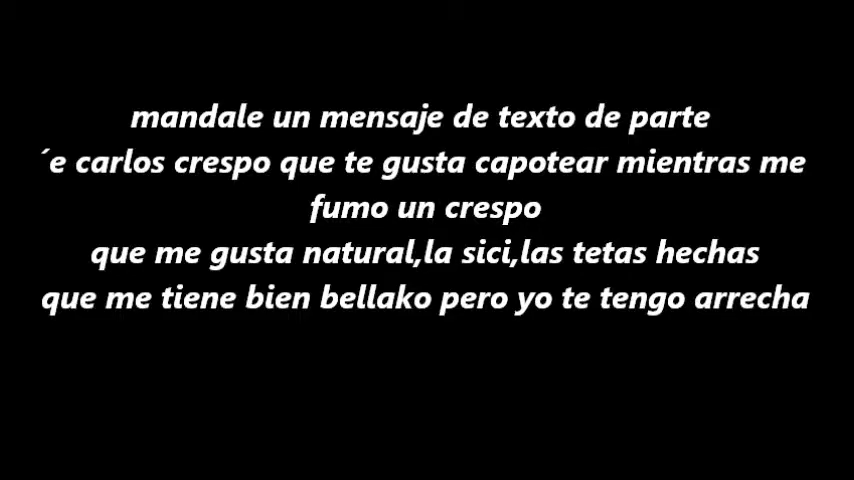 mandale un mensaje de texto de parte
´e carlos crespo que te gusta capotear mientras me
fumo un crespo
que me gusta natural,la sici,las tetas hechas
que me tiene bien bellako pero yo te tengo arrecha